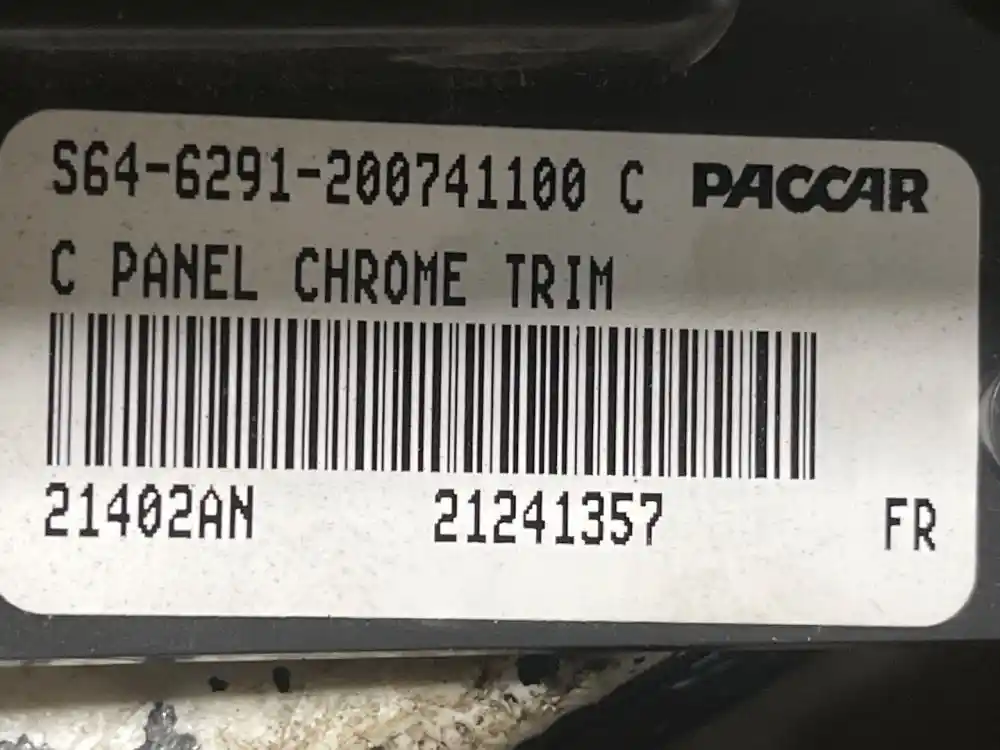 S64-6291-200741100 C PACCAR
C PANEL CHROME TRIM
21402AN 21241357 FR